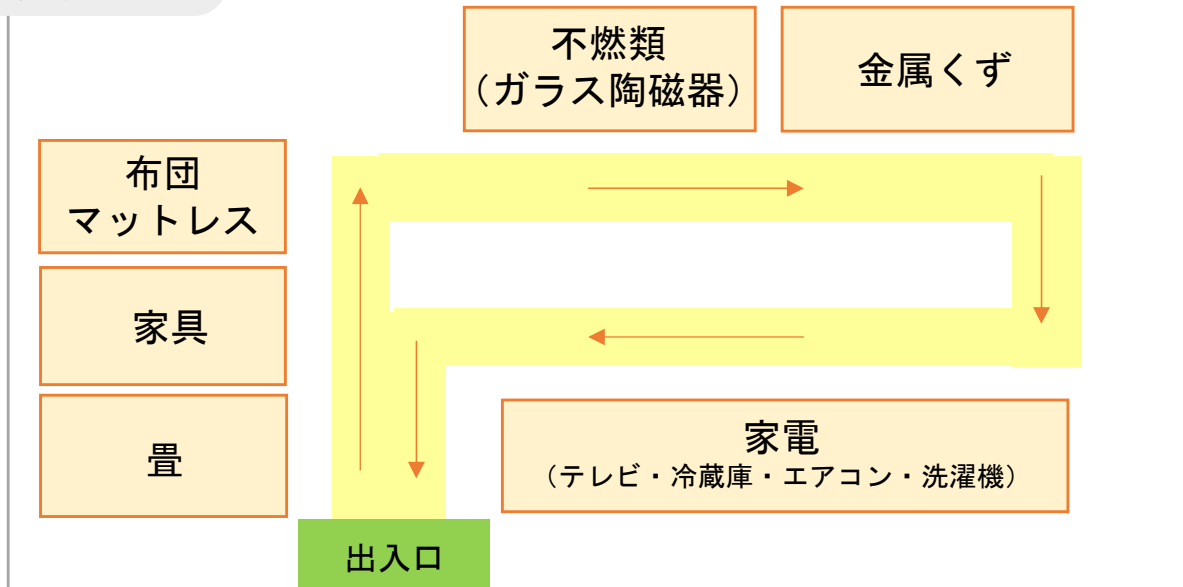 不燃類
（ガラス陶磁器）
金属くず
布団
マットレス
家具
畳
家電
（テレビ・冷蔵庫・エアコン・洗濯機）
出入口